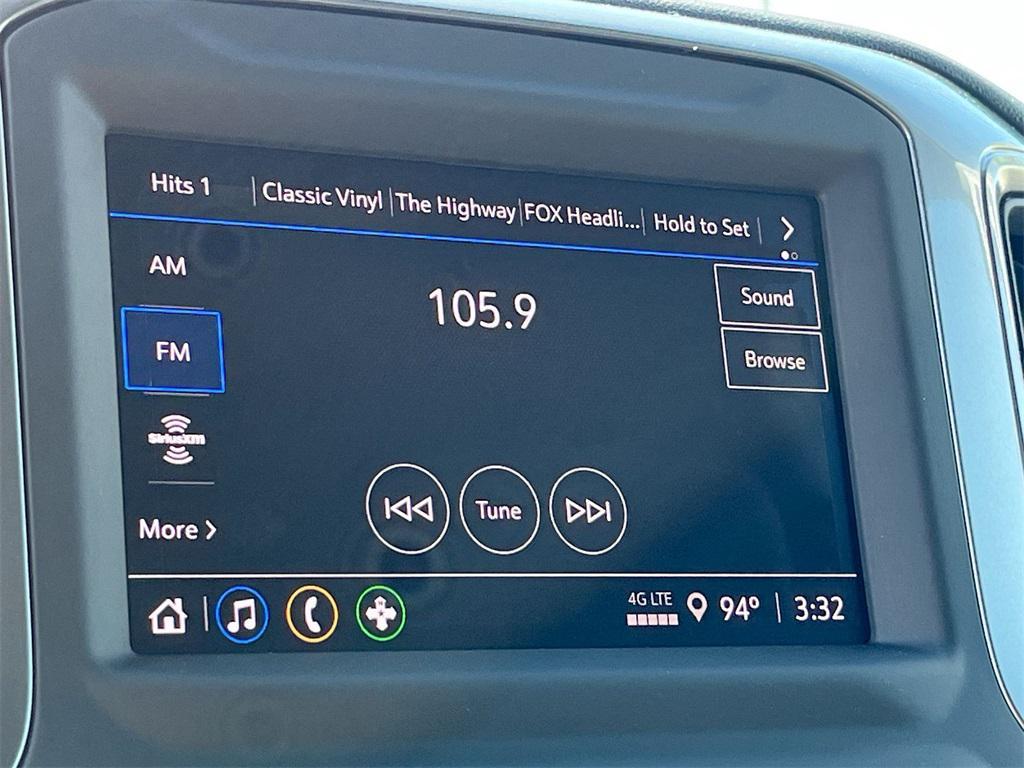 Hits 1
Classic Vinyl
The Highway
FOX Headli...
Hold to Set
AM
105.9
Sound
FM
Browse
SiriusXM
Tune
More
4G LTE
94°
3:32